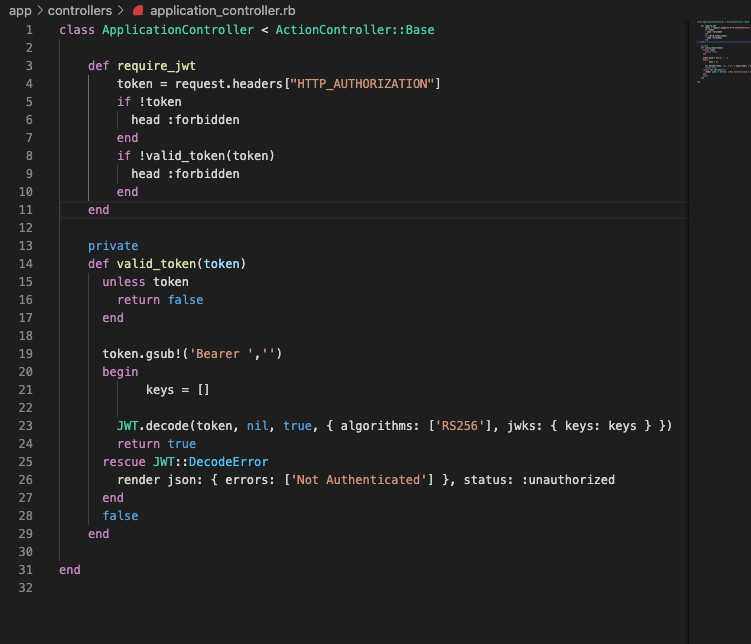 app > controllers > application_controller.rb
1 class ApplicationController < ActionController::Base
2
3     def require_jwt
4         token = request.headers["HTTP_AUTHORIZATION"]
5         if !token
6           head :forbidden
7         end
8         if !valid_token(token)
9           head :forbidden
10         end
11     end
12
13     private
14     def valid_token(token)
15       unless token
16         return false
17       end
18
19       token.gsub!('Bearer ','')
20       begin
21             keys = []
22
23         JWT.decode(token, nil, true, { algorithms: ['RS256'], jwks: { keys: keys } })
24         return true
25       rescue JWT::DecodeError
26         render json: { errors: ['Not Authenticated'] }, status: :unauthorized
27       end
28       false
29     end
30
31 end
32